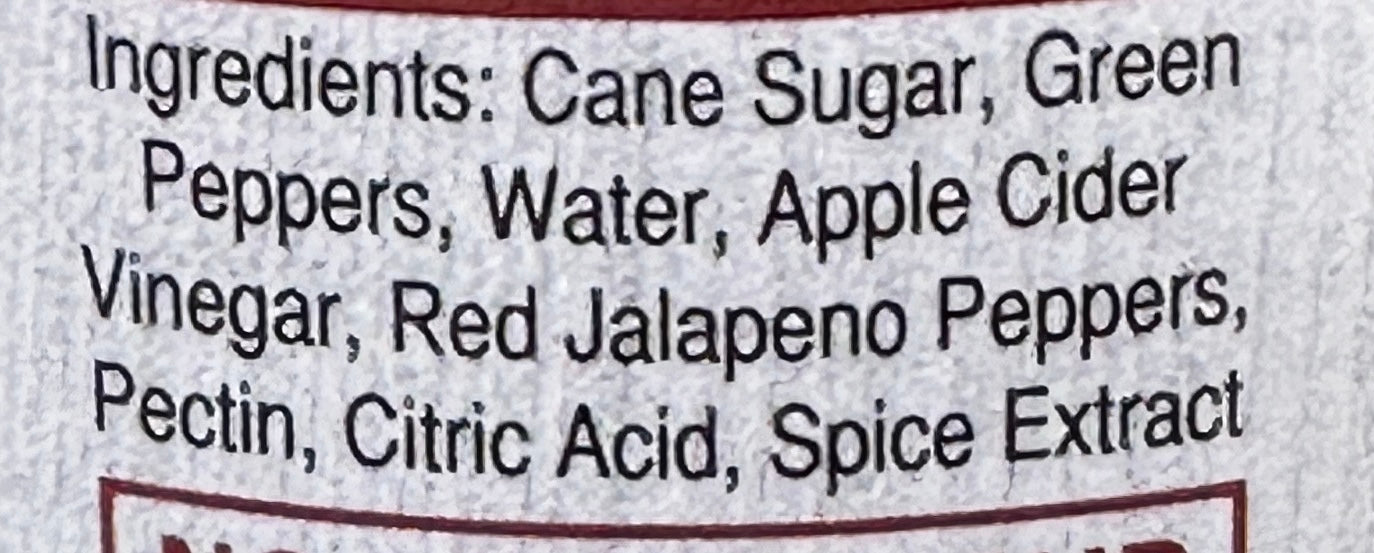 Ingredients: Cane Sugar, Green
Peppers, Water, Apple Cider
Vinegar, Red Jalapeno Peppers,
Pectin, Citric Acid, Spice Extract